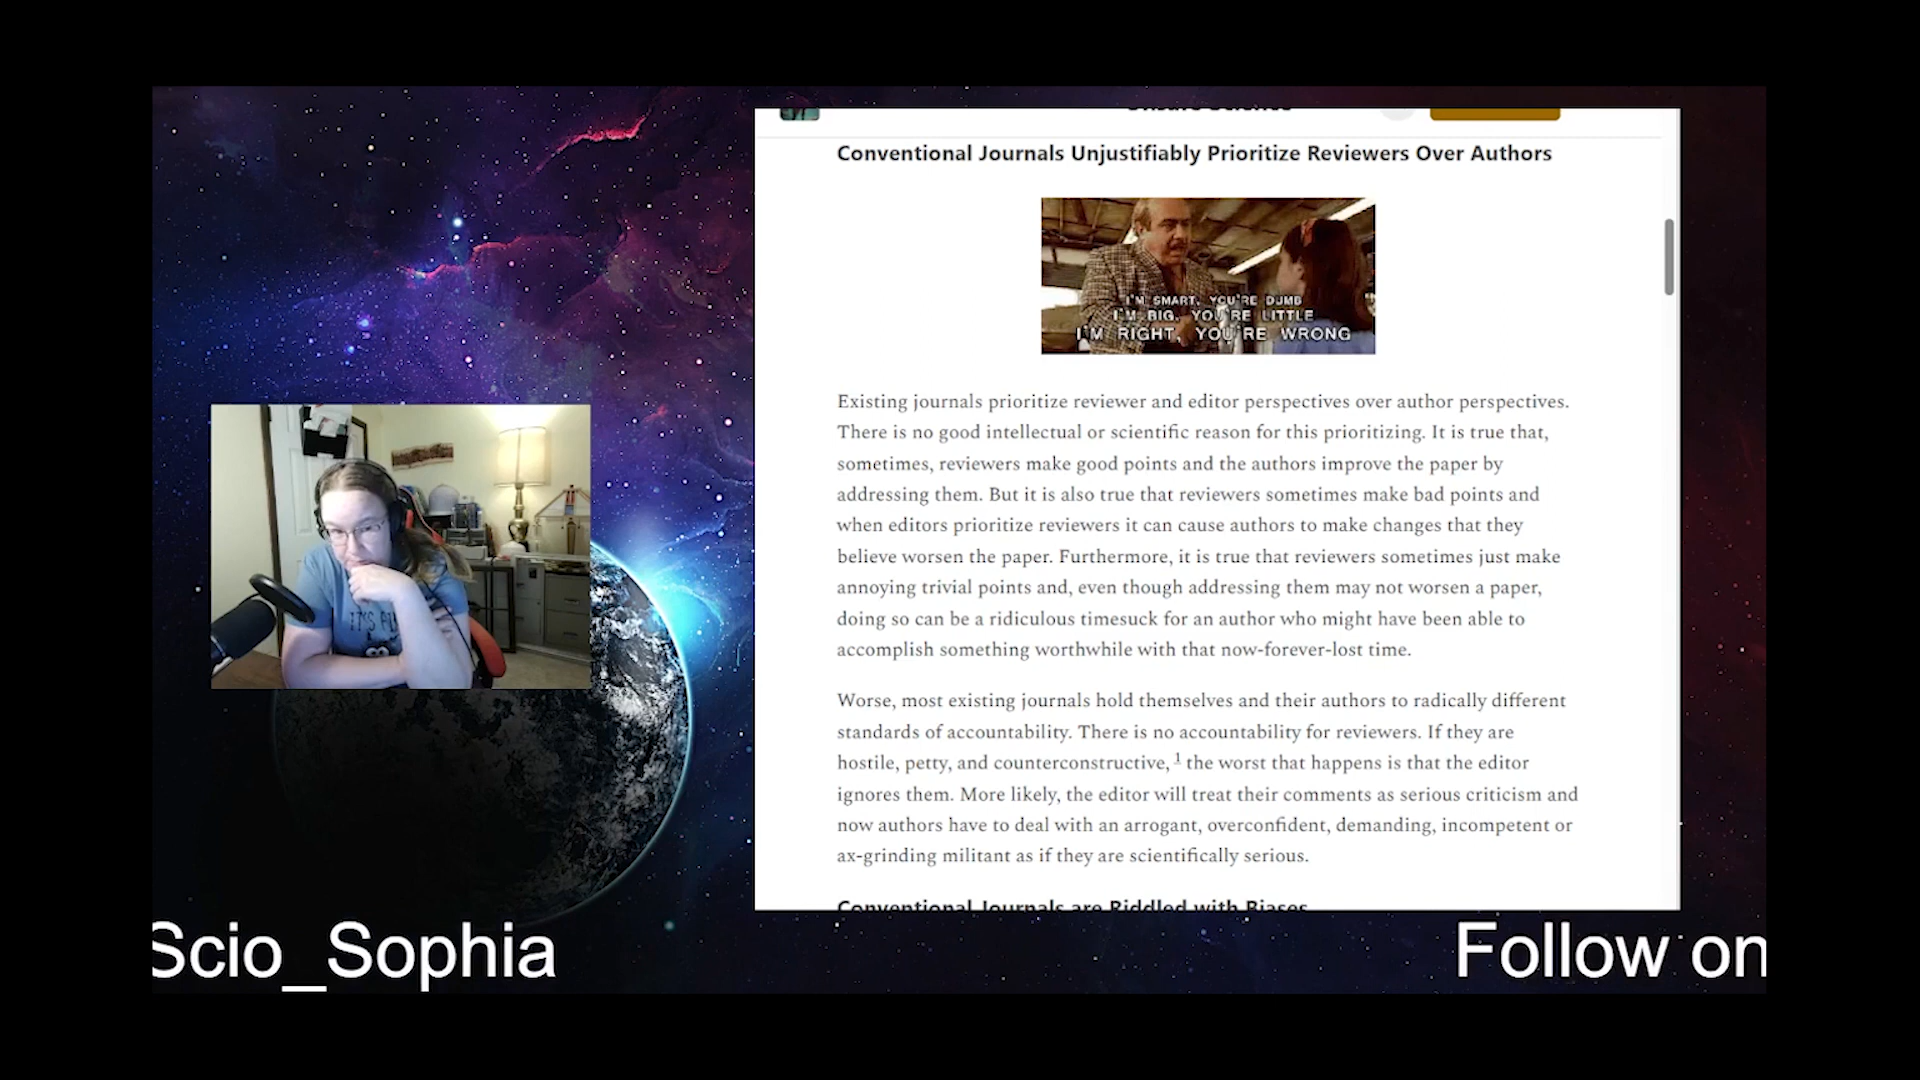 Unsafe Science
Conventional Journals Unjustifiably Prioritize Reviewers Over Authors
I'M SMART, YOU'RE DUMB
I'M BIG, YOU'RE LITTLE
I'M RIGHT, YOU'RE WRONG
Existing journals prioritize reviewer and editor perspectives over author perspectives.
There is no good intellectual or scientific reason for this prioritizing. It is true that,
sometimes, reviewers make good points and the authors improve the paper by
addressing them. But it is also true that reviewers sometimes make bad points and
when editors prioritize reviewers it can cause authors to make changes that they
believe worsen the paper. Furthermore, it is true that reviewers sometimes just make
annoying trivial points and, even though addressing them may not worsen a paper,
doing so can be a ridiculous timesuck for an author who might have been able to
accomplish something worthwhile with that now-forever-lost time.
Worse, most existing journals hold themselves and their authors to radically different
standards of accountability. There is no accountability for reviewers. If they are
hostile, petty, and counterconstructive, 1 the worst that happens is that the editor
ignores them. More likely, the editor will treat their comments as serious criticism and
now authors have to deal with an arrogant, overconfident, demanding, incompetent or
ax-grinding militant as if they are scientifically serious.
Conventional Journals are Riddled with Biases
IT'S
Scio_Sophia
Follow on